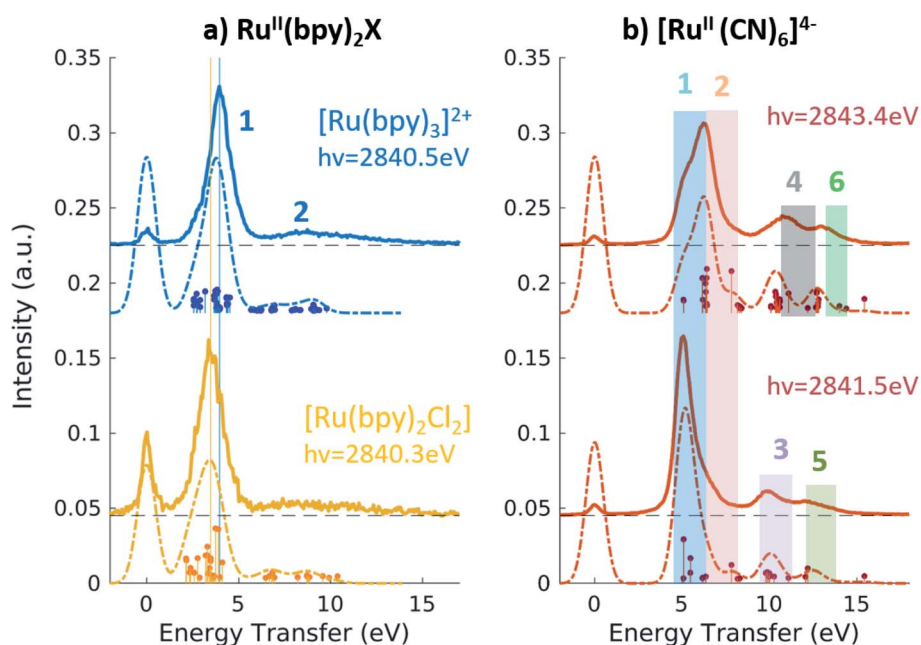 a) Ruᴵᴵ(bpy)₂X
b) [Ruᴵᴵ (CN)₆]⁴⁻
0.35
0.3
0.25
0.2
0.15
0.1
0.05
0
Intensity (a.u.)
[Ru(bpy)₃]²⁺
hv=2840.5eV
1
2
[Ru(bpy)₂Cl₂]
hv=2840.3eV
0 5 10 15
Energy Transfer (eV)
0.35
0.3
0.25
0.2
0.15
0.1
0.05
0
1 2
hv=2843.4eV
4 6
hv=2841.5eV
3 5
0 5 10 15
Energy Transfer (eV)